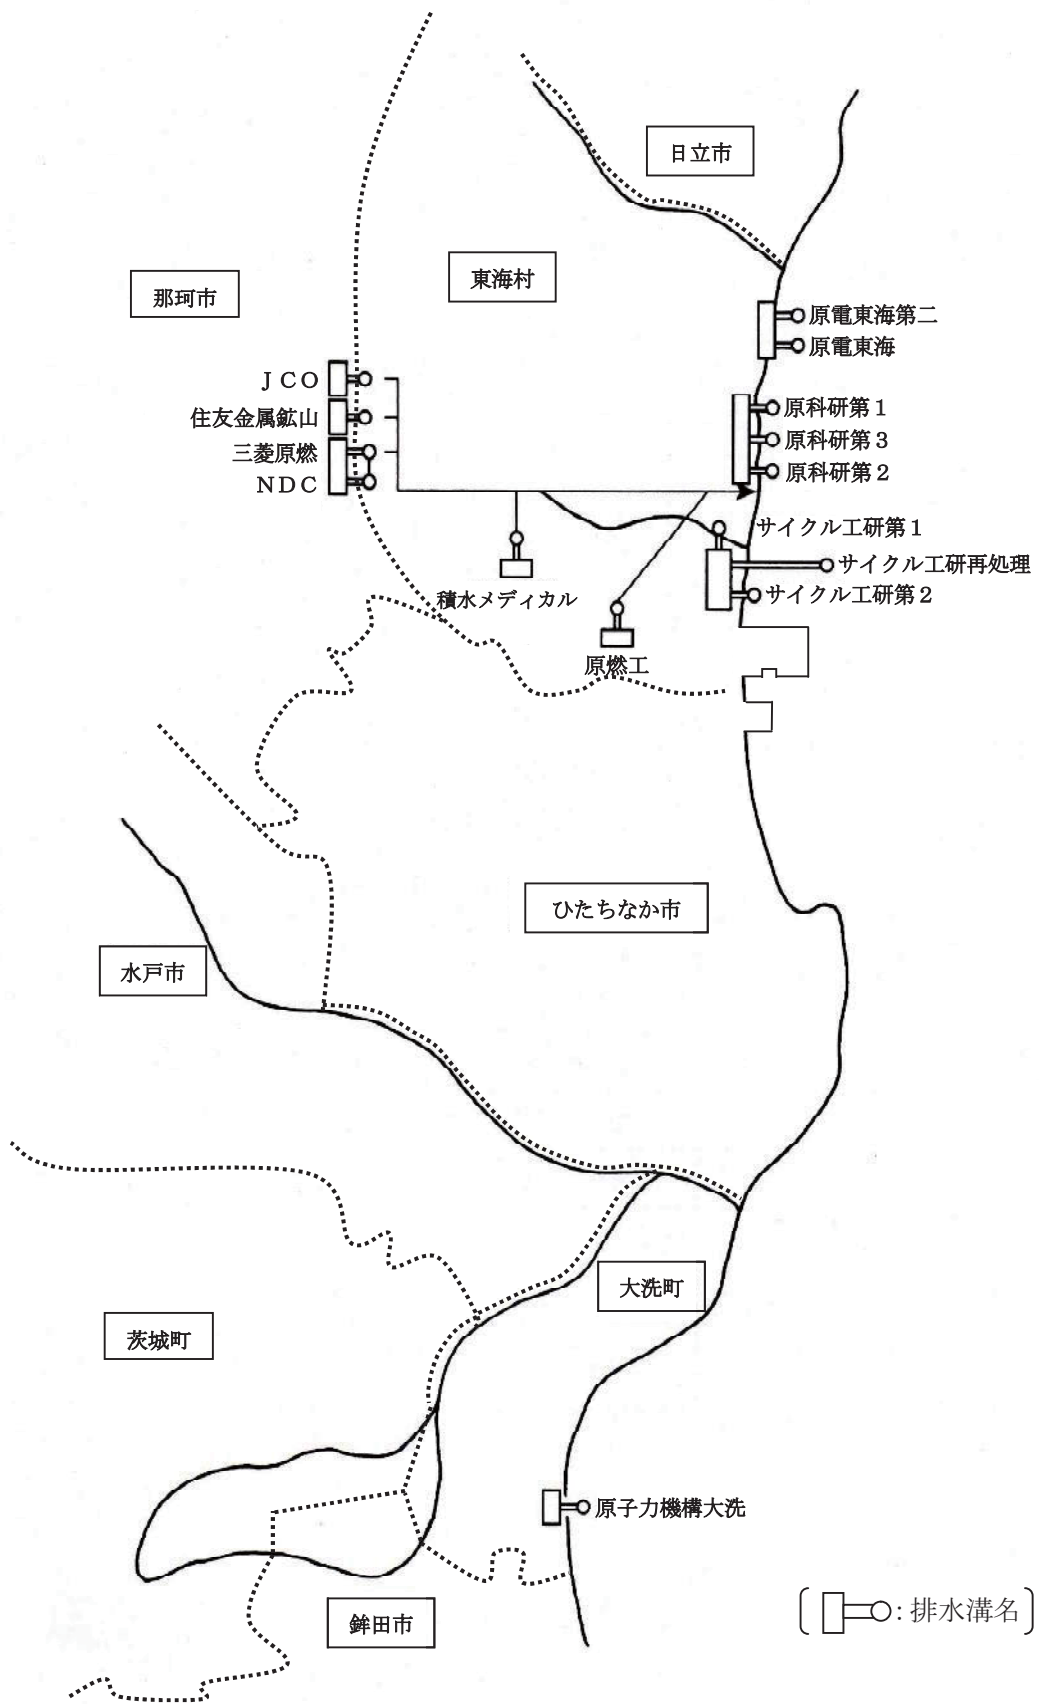 日立市
東海村
那珂市
原電東海第二
原電東海
ＪＣＯ
住友金属鉱山
三菱原燃
ＮＤＣ
原科研第１
原科研第３
原科研第２
サイクル工研第１
サイクル工研再処理
サイクル工研第２
積水メディカル
原燃工
ひたちなか市
水戸市
大洗町
茨城町
原子力機構大洗
鉾田市
〔 : 排水溝名〕